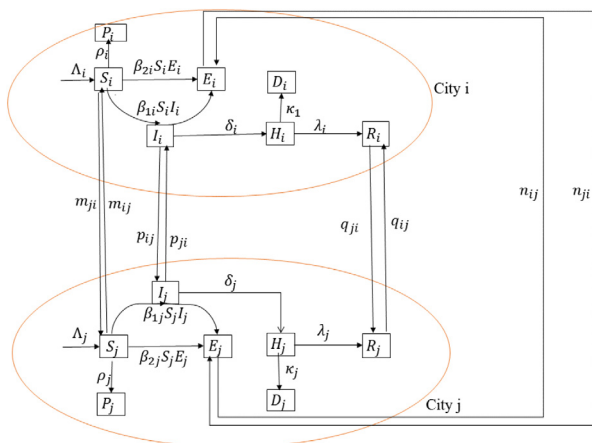 P_i
ρ_i
Λ_i
S_i
β_{2i}S_iE_i
E_i
D_i
City i
β_{1i}S_iI_i
κ_1
I_i
δ_i
H_i
λ_i
R_i
m_{ji}
m_{ij}
p_{ij}
p_{ji}
q_{ji}
q_{ij}
n_{ij}
n_{ji}
I_j
δ_j
β_{1j}S_jI_j
Λ_j
S_j
β_{2j}S_jE_j
E_j
H_j
λ_j
R_j
ρ_j
κ_j
P_j
D_j
City j